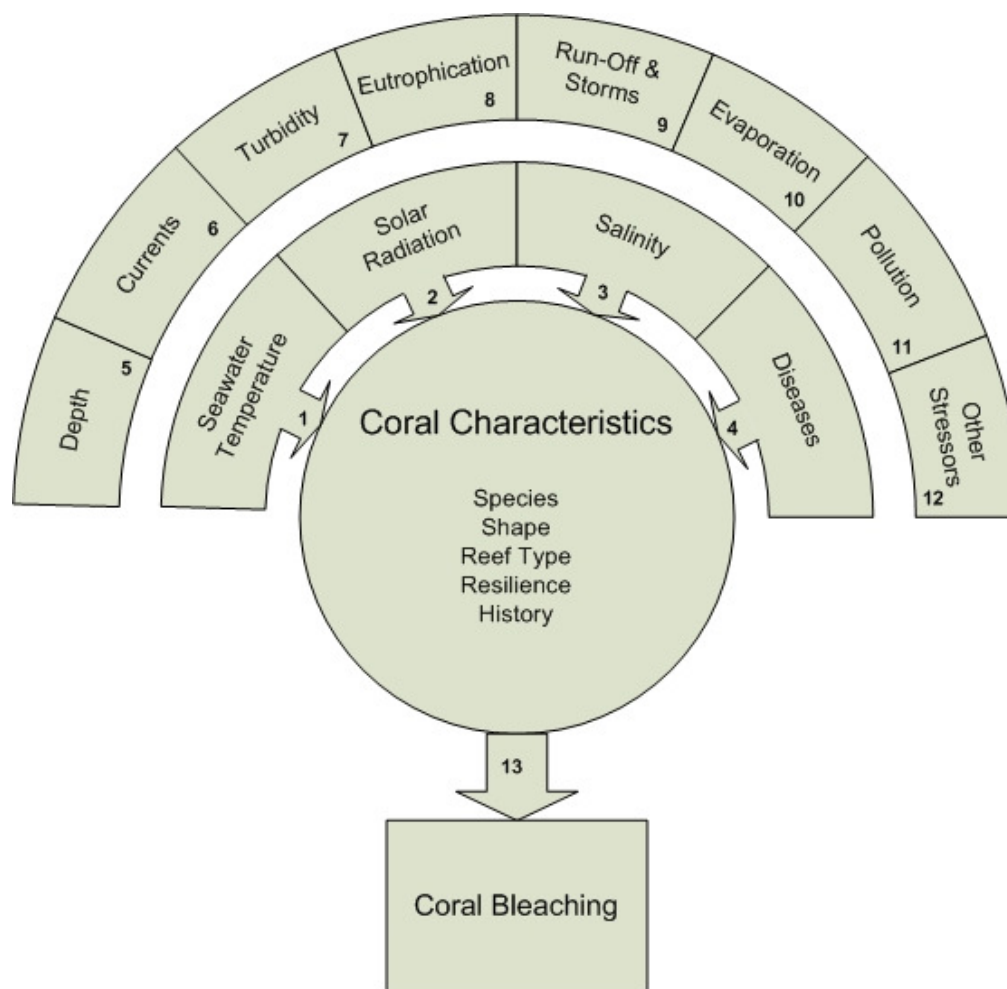 Depth
5
Currents
6
Turbidity
7
Eutrophication
8
Run-Off &
Storms
9
Evaporation
10
Pollution
11
Other
Stressors
12
Seawater
Temperature
1
Solar
Radiation
2
Salinity
3
Diseases
4
Coral Characteristics
Species
Shape
Reef Type
Resilience
History
13
Coral Bleaching